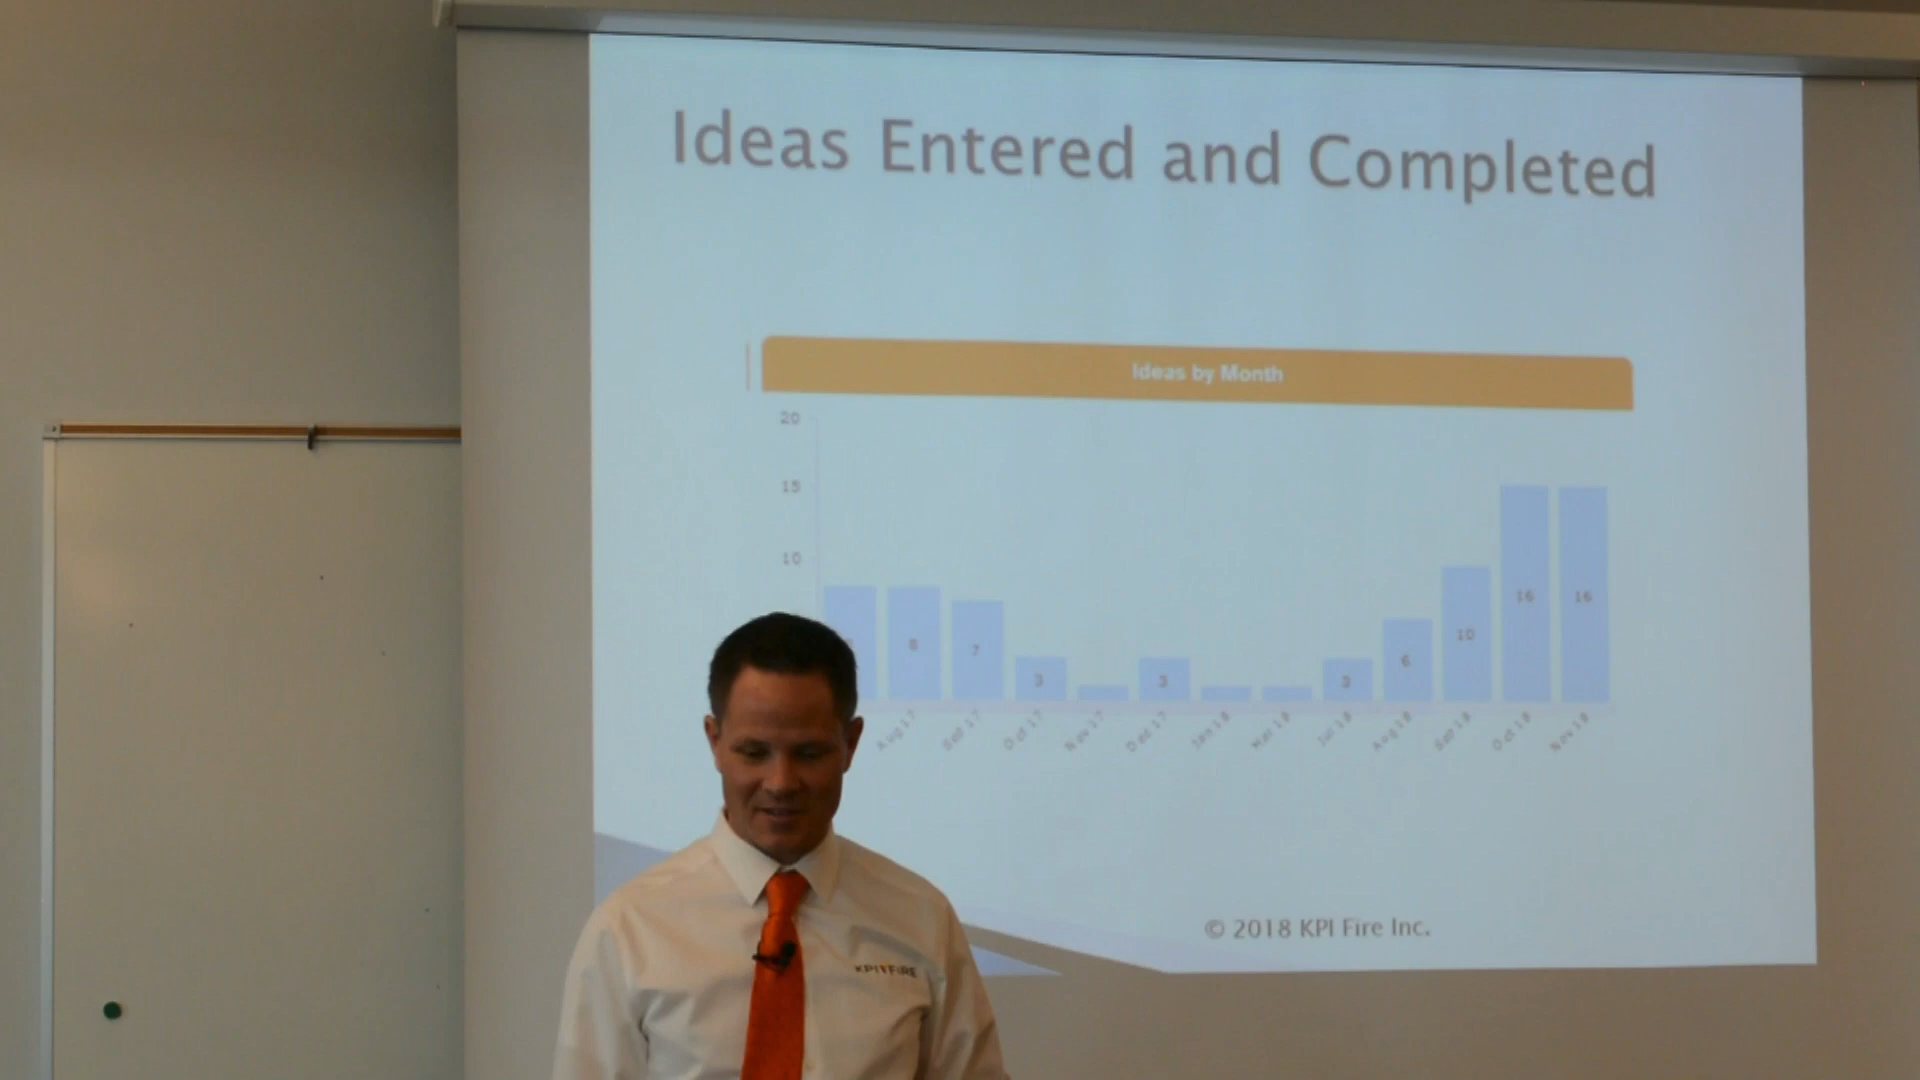 Ideas Entered and Completed
Ideas by Month
20
15
10
8 7 3 3 3 6 10 16 16
Aug 17 Sep 17 Oct 17 Nov 17 Dec 17 Jan 18 Mar 18 Jul 18 Aug 18 Sep 18 Oct 18 Nov 18
© 2018 KPI Fire Inc.
KPI FIRE